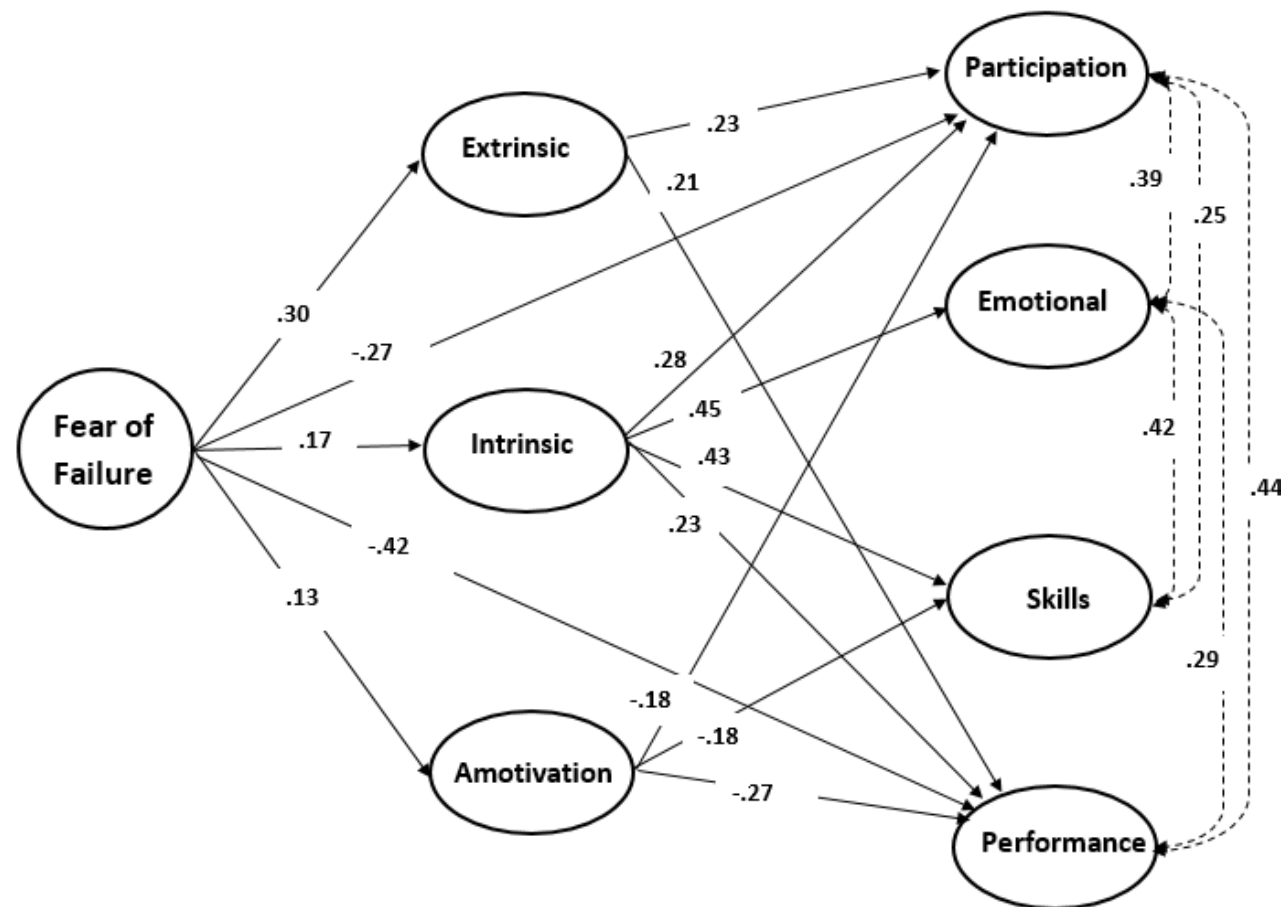 Participation
Extrinsic
.23
.21
.39
.25
Emotional
.30
-.27
.28
.45
Fear of
Failure
.17
Intrinsic
.43
.42
.44
.23
-.42
.13
Skills
.29
-.18
-.18
Amotivation
-.27
Performance